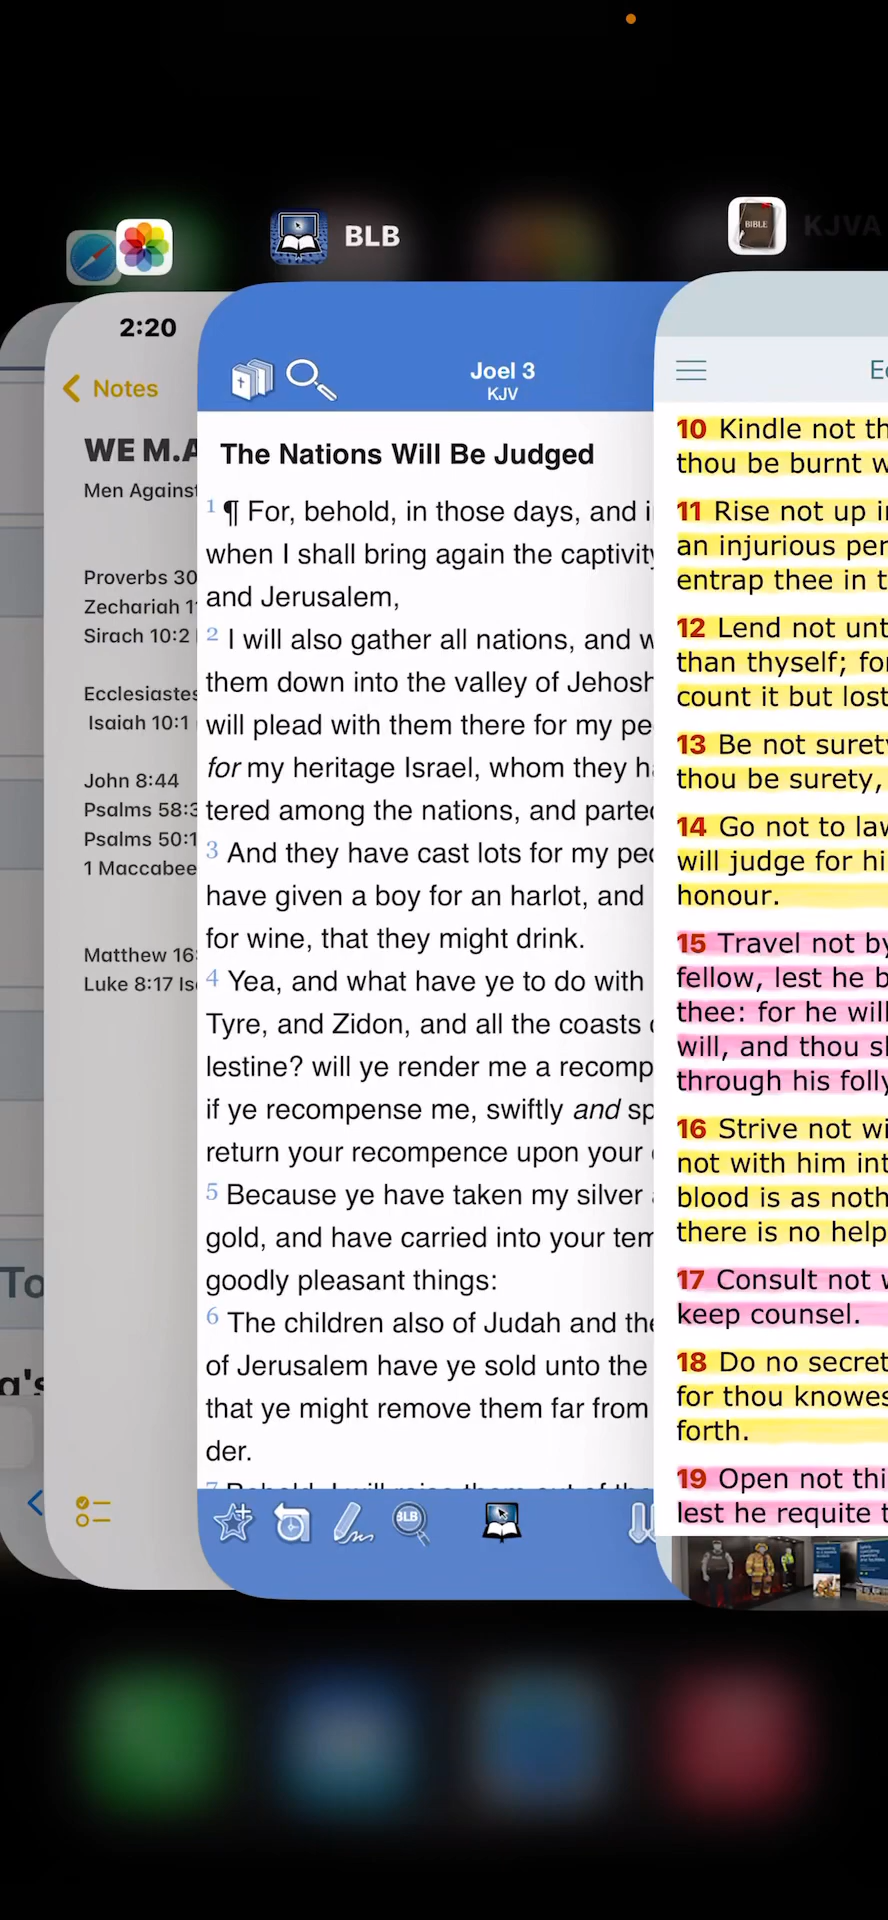 BLB
KJVA
2:20
Notes
WE M.A
Men Against
Proverbs 30
Zechariah 1
Sirach 10:2
Ecclesiastes
Isaiah 10:1
John 8:44
Psalms 58:3
Psalms 50:1
1 Maccabee
Matthew 16:
Luke 8:17 Is
To
g's
Joel 3
KJV
The Nations Will Be Judged
1 ¶ For, behold, in those days, and i
when I shall bring again the captivity
and Jerusalem,
2 I will also gather all nations, and w
them down into the valley of Jehosh
will plead with them there for my pe
for my heritage Israel, whom they ha
tered among the nations, and parted
3 And they have cast lots for my peo
have given a boy for an harlot, and
for wine, that they might drink.
4 Yea, and what have ye to do with
Tyre, and Zidon, and all the coasts
lestine? will ye render me a recomp
if ye recompense me, swiftly and sp
return your recompence upon your
5 Because ye have taken my silver
gold, and have carried into your tem
goodly pleasant things:
6 The children also of Judah and the
of Jerusalem have ye sold unto the
that ye might remove them far from
der.
7 Behold, I will raise them out of the
BLB
BIBLE
Ec
10 Kindle not th
thou be burnt w
11 Rise not up i
an injurious per
entrap thee in t
12 Lend not unt
than thyself; for
count it but lost
13 Be not surety
thou be surety,
14 Go not to law
will judge for hi
honour.
15 Travel not by
fellow, lest he b
thee: for he will
will, and thou s
through his folly
16 Strive not wi
not with him int
blood is as noth
there is no help
17 Consult not w
keep counsel.
18 Do no secret
for thou knowes
forth.
19 Open not thi
lest he requite t